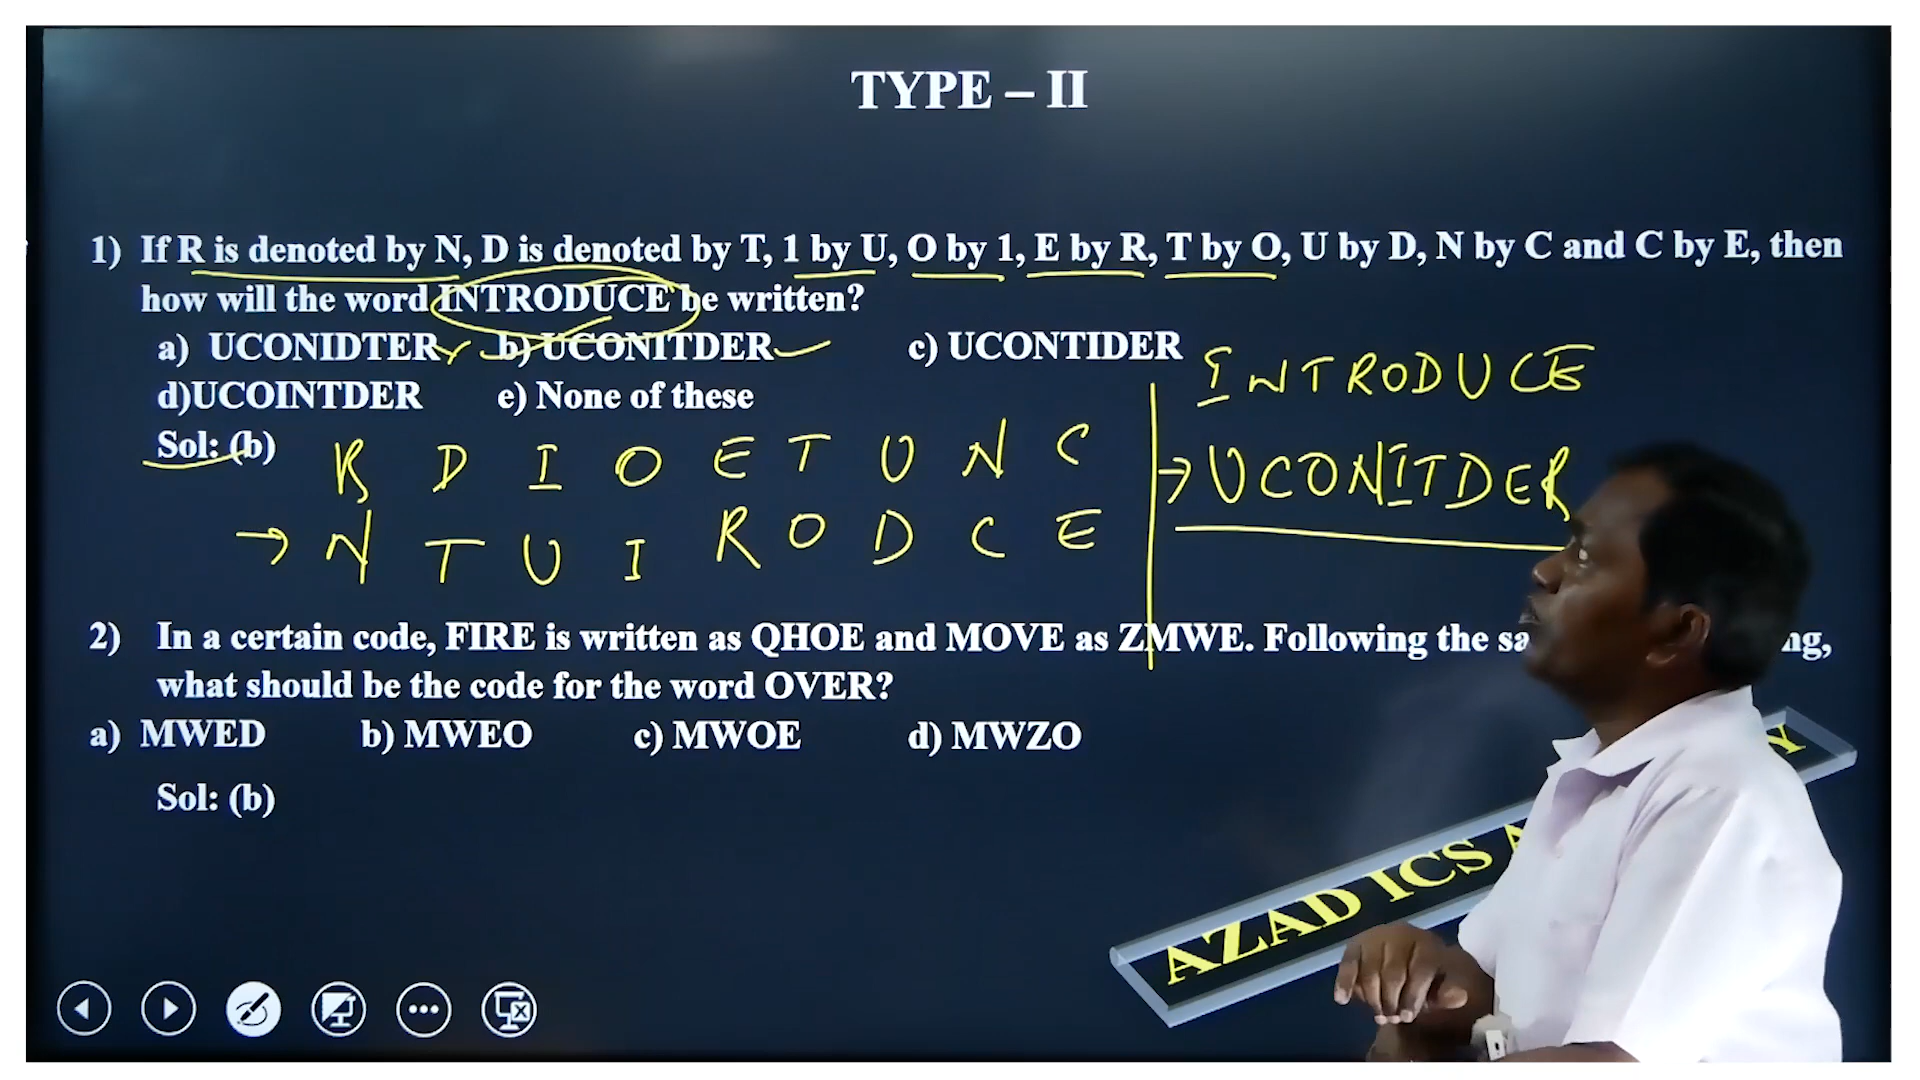 TYPE – II
1) If R is denoted by N, D is denoted by T, 1 by U, O by 1, E by R, T by O, U by D, N by C and C by E, then
how will the word INTRODUCE be written?
a) UCONIDTER b) UCONITDER c) UCONTIDER
INTRODUCE
d)UCOINTDER e) None of these
Sol: (b)
R D I O E T U N C
→ UCONITDER
→ N T U I R O D C E
2) In a certain code, FIRE is written as QHOE and MOVE as ZMWE. Following the sa ng,
what should be the code for the word OVER?
a) MWED b) MWEO c) MWOE d) MWZO
Sol: (b)
AZAD ICS A Y